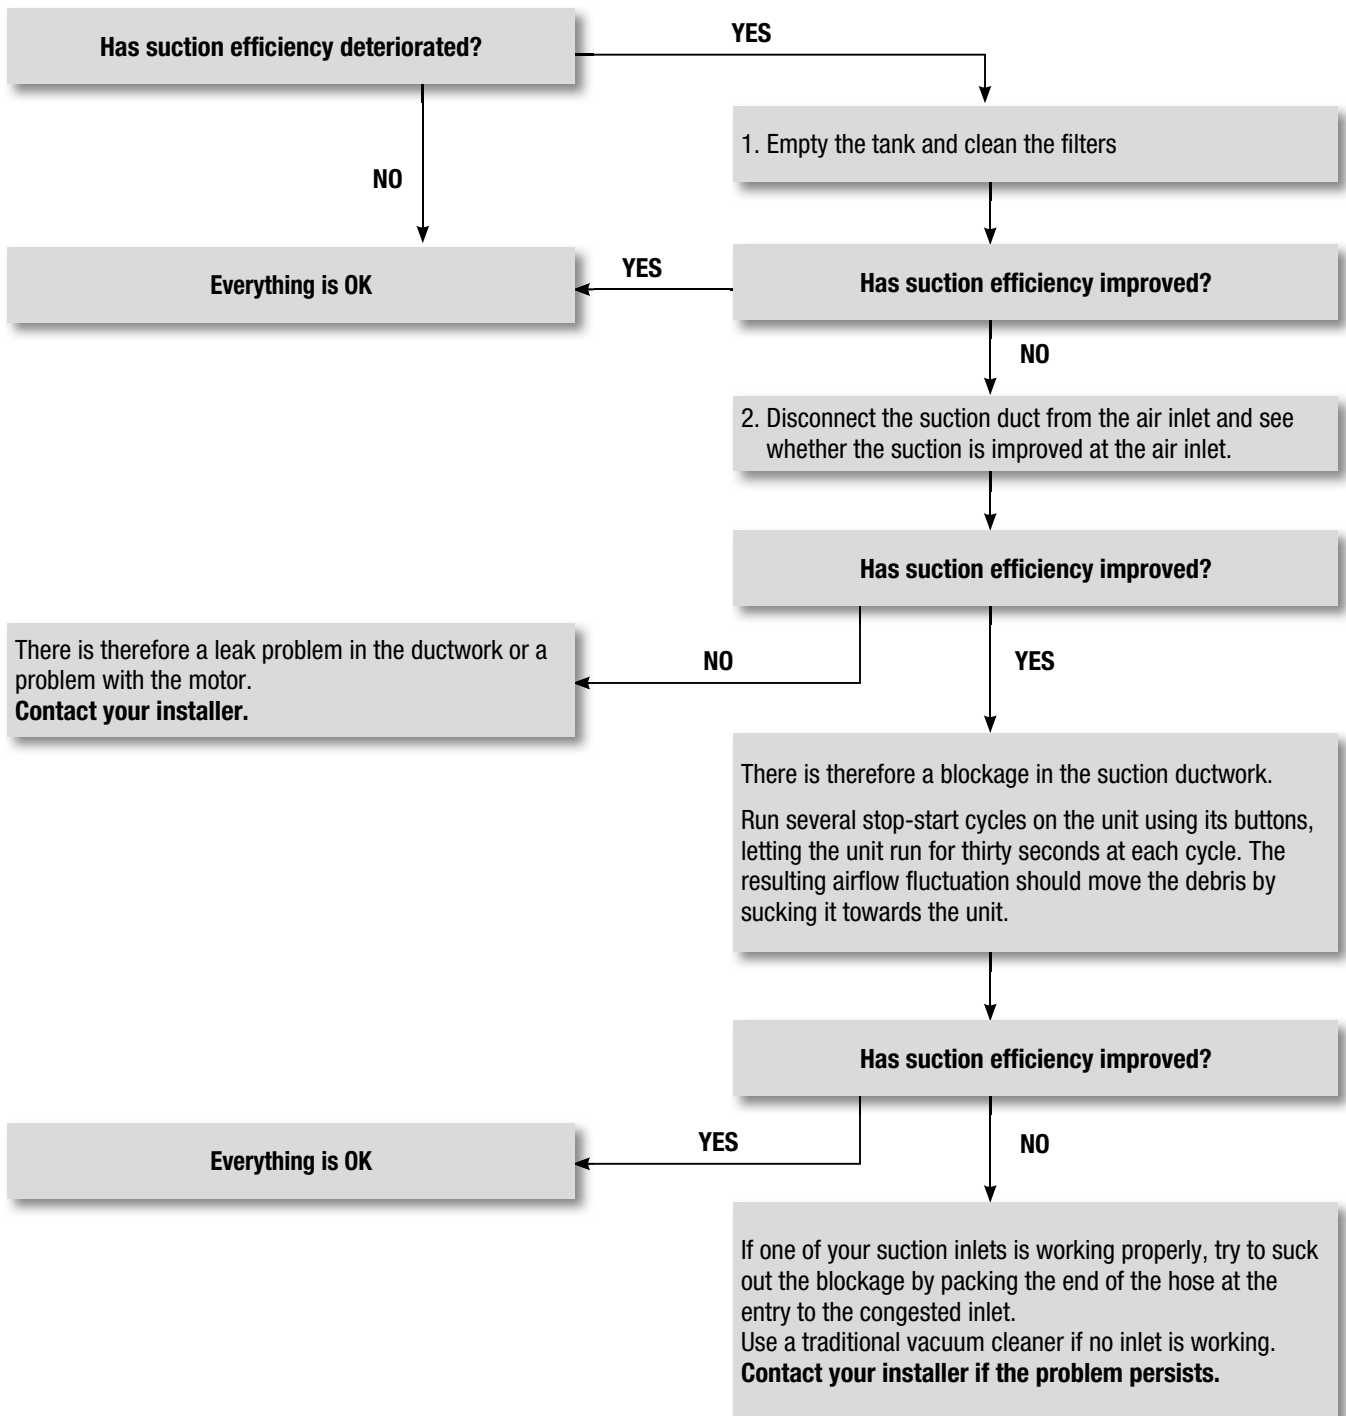 Has suction efficiency deteriorated?
YES
1. Empty the tank and clean the filters
NO
Everything is OK
YES
Has suction efficiency improved?
NO
2. Disconnect the suction duct from the air inlet and see
whether the suction is improved at the air inlet.
Has suction efficiency improved?
There is therefore a leak problem in the ductwork or a
problem with the motor.
Contact your installer.
NO
YES
There is therefore a blockage in the suction ductwork.
Run several stop-start cycles on the unit using its buttons,
letting the unit run for thirty seconds at each cycle. The
resulting airflow fluctuation should move the debris by
sucking it towards the unit.
Has suction efficiency improved?
Everything is OK
YES
NO
If one of your suction inlets is working properly, try to suck
out the blockage by packing the end of the hose at the
entry to the congested inlet.
Use a traditional vacuum cleaner if no inlet is working.
Contact your installer if the problem persists.